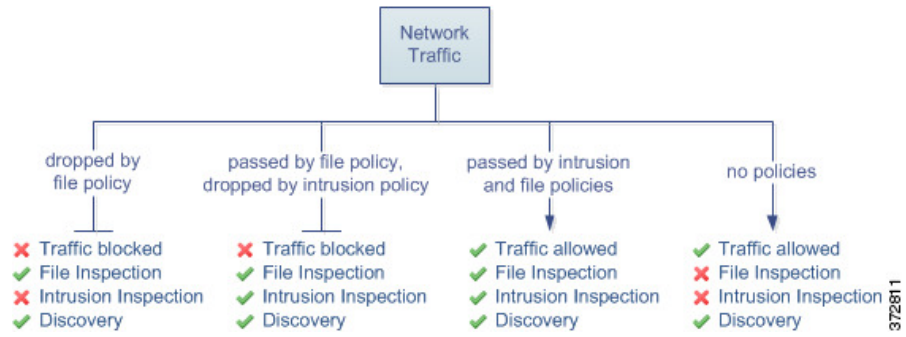 Network
Traffic
dropped by
file policy
passed by file policy,
dropped by intrusion policy
passed by intrusion
and file policies
no policies
Traffic blocked
File Inspection
Intrusion Inspection
Discovery
Traffic blocked
File Inspection
Intrusion Inspection
Discovery
Traffic allowed
File Inspection
Intrusion Inspection
Discovery
Traffic allowed
File Inspection
Intrusion Inspection
Discovery
372811